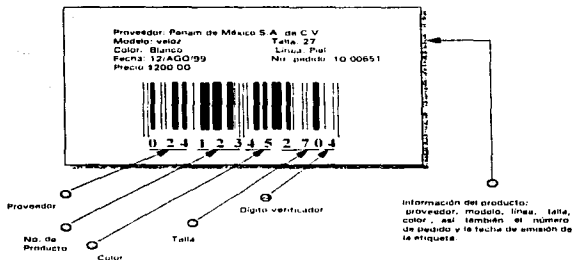 Proveedor: Panam de México S.A. de C.V
Modelo: veloz Talla: 27
Color: Blanco Línea: Piel
Fecha: 12/AGO/99 No. pedido: 10 00651
Precio $200.00
0 2 4 1 2 3 4 5 2 7 0 4
Proveedor
No. de
Producto
Color
Talla
Dígito verificador
Información del producto:
proveedor, modelo, línea, talla,
color, así también el número
de pedido y la fecha de emisión de
la etiqueta.